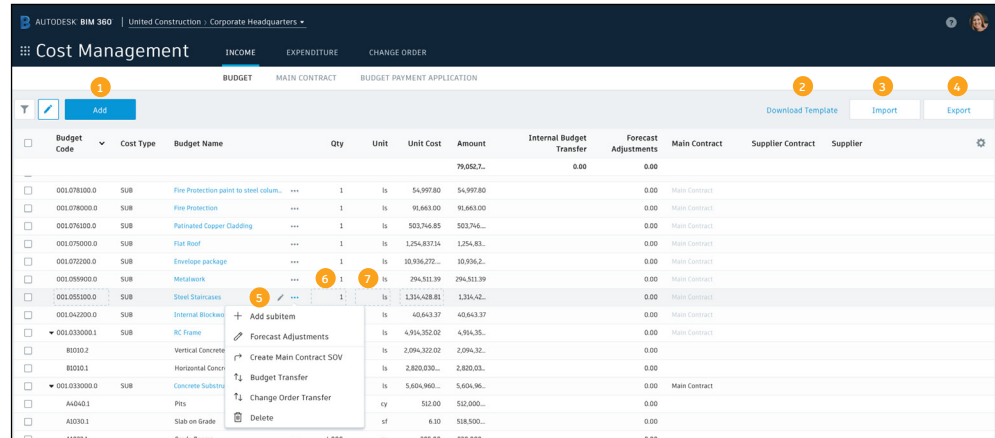 AUTODESK® BIM 360™ | United Construction > Corporate Headquarters
Cost Management INCOME EXPENDITURE CHANGE ORDER
BUDGET MAIN CONTRACT BUDGET PAYMENT APPLICATION
1 2 3 4
Add Download Template Import Export
Budget Code Cost Type Budget Name Qty Unit Unit Cost Amount Internal Budget Transfer Forecast Adjustments Main Contract Supplier Contract Supplier
79,052,7... 0.00 0.00
001.078100.0 SUB Fire Protection paint to steel colum... ••• 1 ls 54,997.80 54,997.80 0.00 Main Contract
001.078000.0 SUB Fire Protection ••• 1 ls 91,663.00 91,663.00 0.00 Main Contract
001.076100.0 SUB Patinated Copper Cladding ••• 1 ls 503,746.85 503,746.... 0.00 Main Contract
001.075000.0 SUB Flat Roof ••• 1 ls 1,254,837.14 1,254,83.. 0.00 Main Contract
001.072200.0 SUB Envelope package ••• 1 ls 10,936,272.... 10,936,2... 0.00 Main Contract
001.055900.0 SUB Metalwork ••• 6 1 7 ls 294,511.39 294,511.39 0.00 Main Contract
001.055100.0 SUB Steel Staircases 5 ••• 1 ls 1,314,428.81 1,314,42... 0.00 Main Contract
001.042200.0 SUB Internal Blockwo ls 40,643.37 40,643.37 0.00 Main Contract
001.033000.1 SUB RC Frame ls 4,914,352.02 4,914,35... 0.00 Main Contract
B1010.2 Vertical Concrete ls 2,094,322.02 2,094,32... 0.00
B1010.1 Horizontal Concr ls 2,820,030.... 2,820,03... 0.00
001.033000.0 SUB Concrete Substru ls 5,604,960.... 5,604,96... 0.00 Main Contract
A4040.1 Pits cy 512.00 512,000.... 0.00
A1030.1 Slab on Grade sf 6.10 518,500.... 0.00
Add subitem
Forecast Adjustments
Create Main Contract SOV
Budget Transfer
Change Order Transfer
Delete